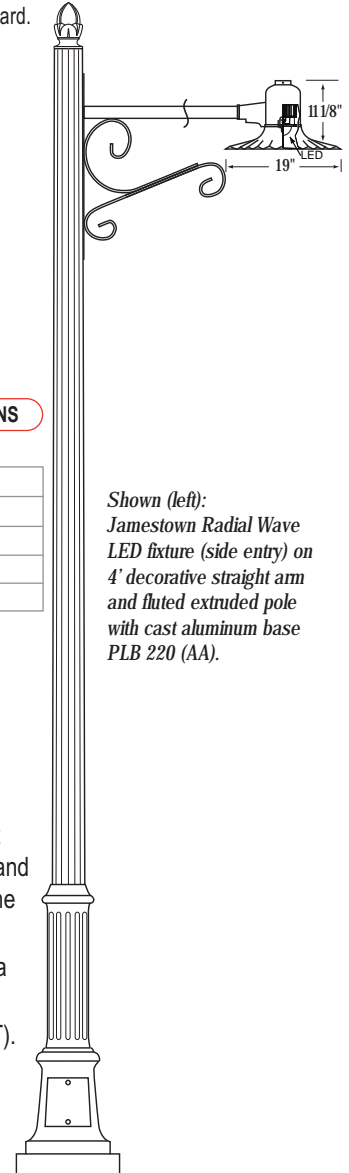 ard.
11 1/8"
LED
19"
NS
Shown (left):
Jamestown Radial Wave
LED fixture (side entry) on
4' decorative straight arm
and fluted extruded pole
with cast aluminum base
PLB 220 (AA).
and
ne
a
).